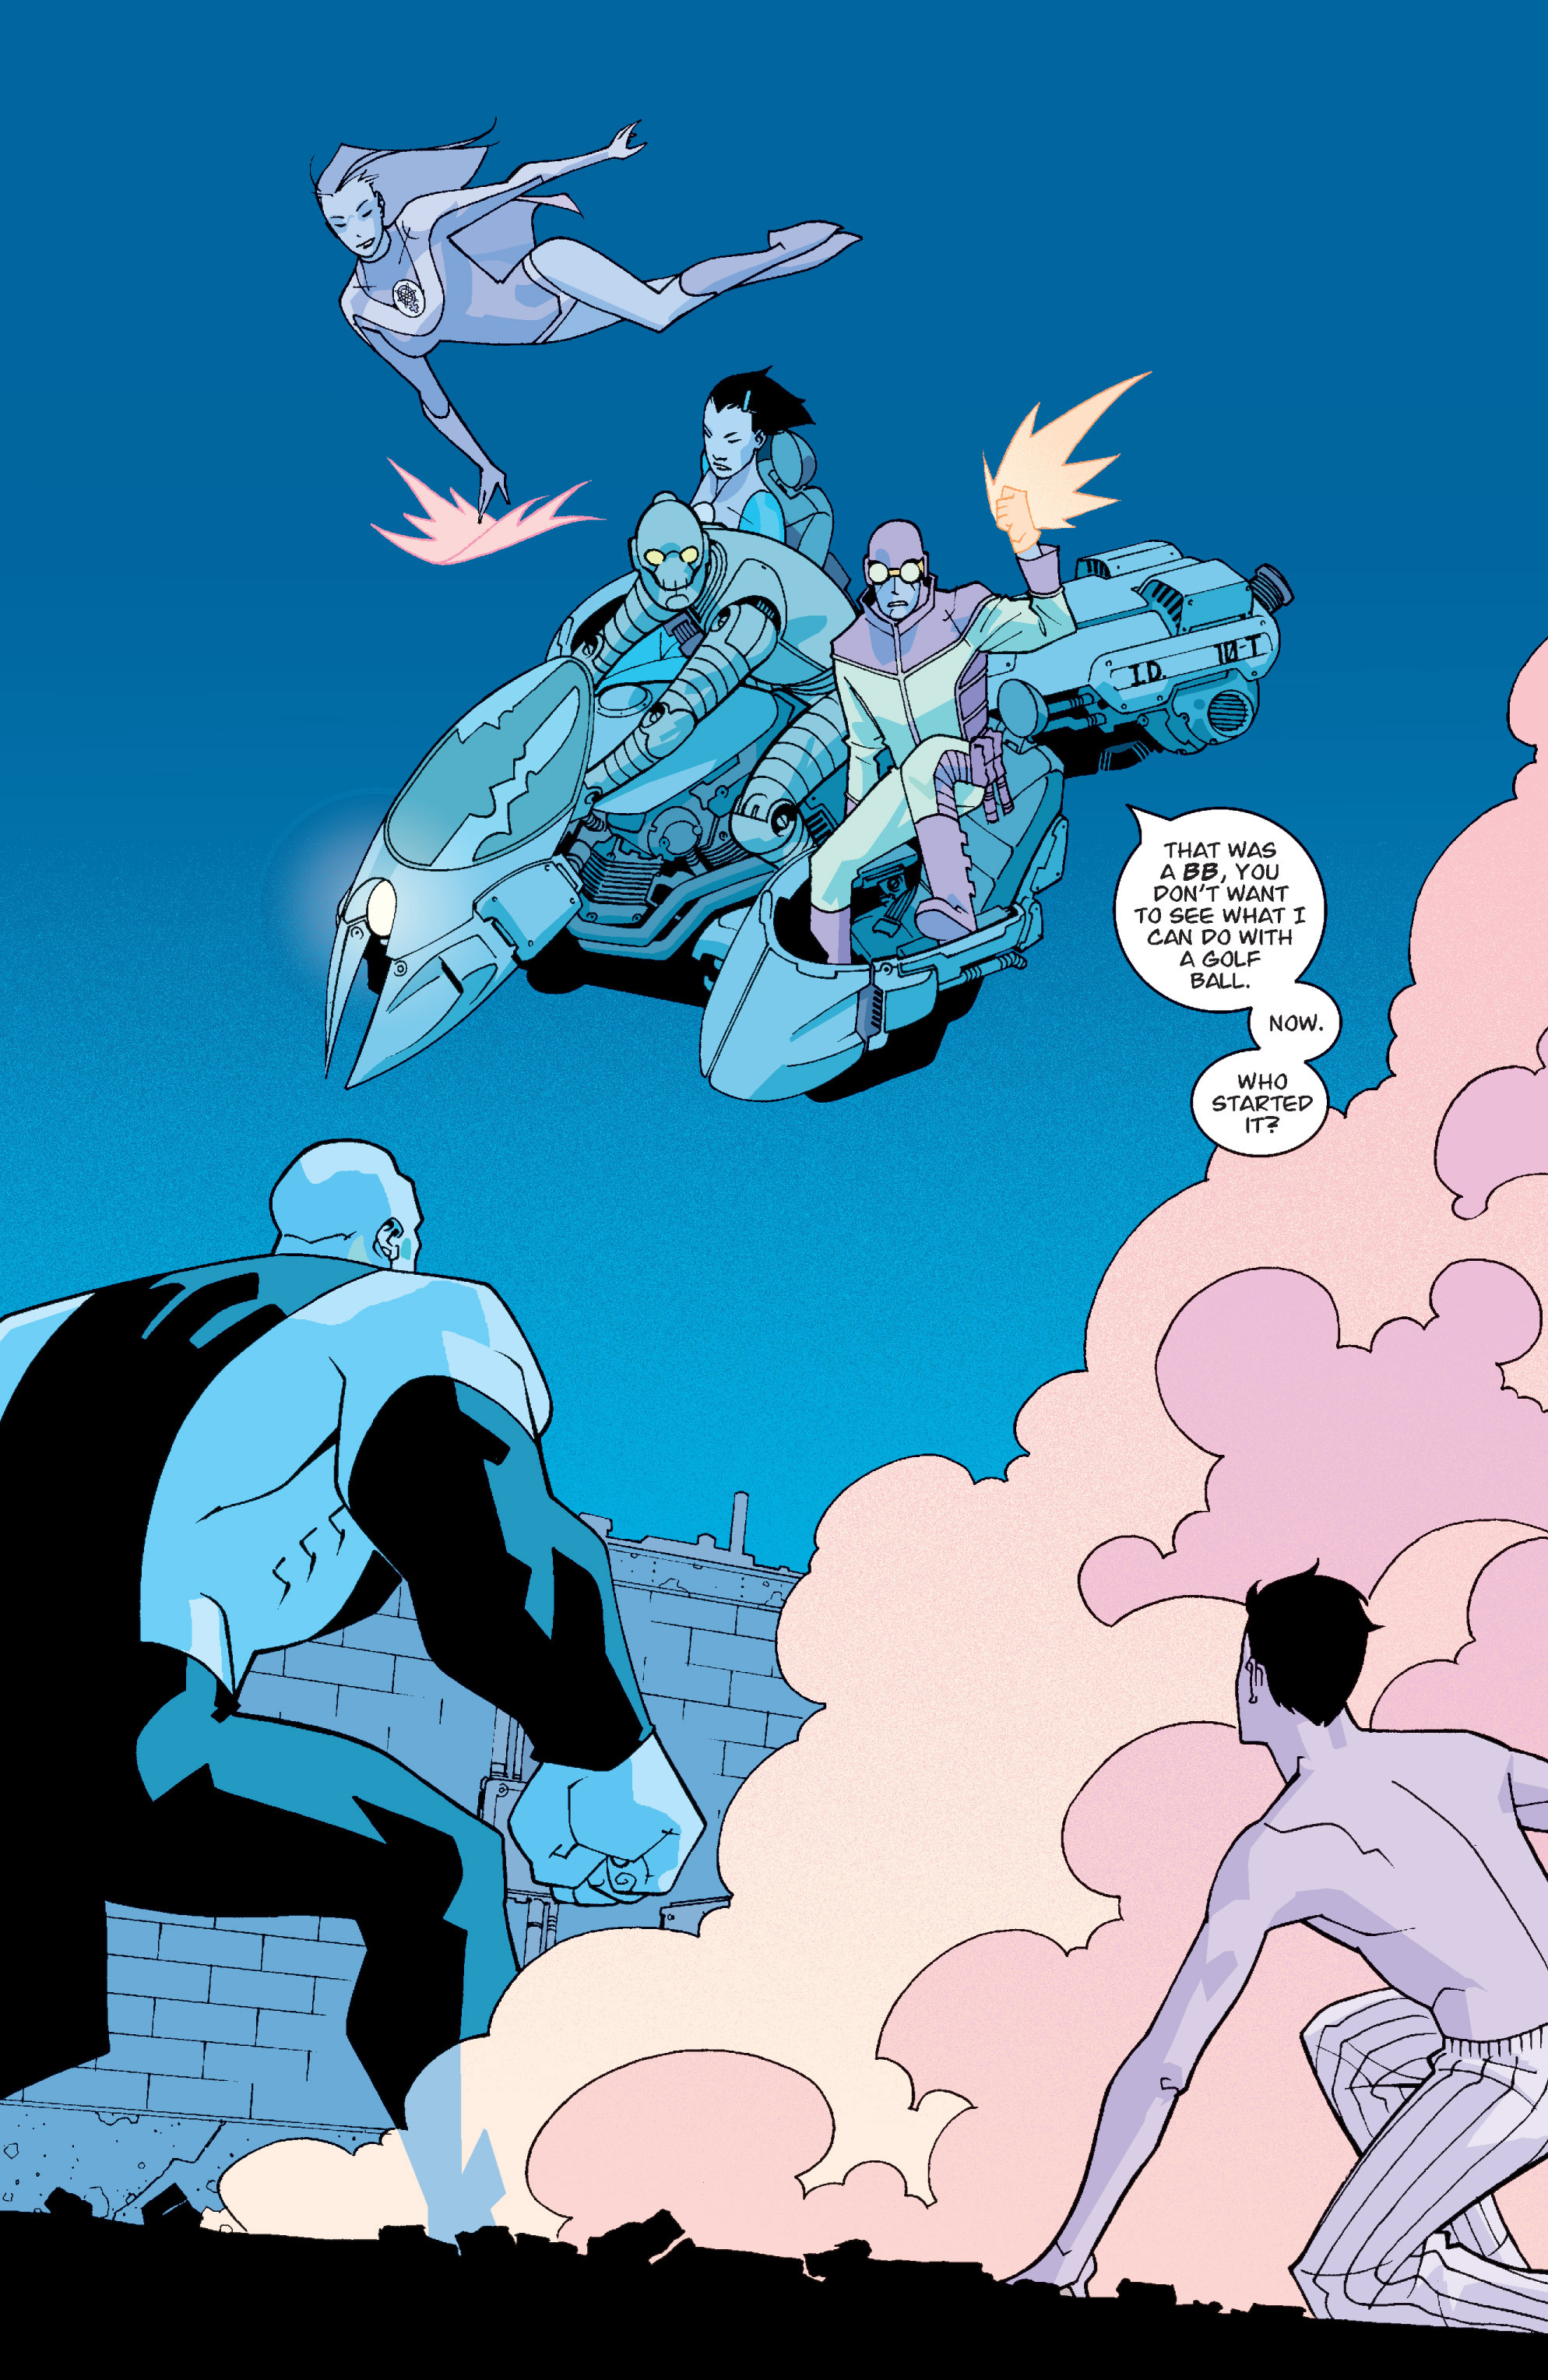 I.D. 10-T
THAT WAS
A BB, YOU
DON'T WANT
TO SEE WHAT I
CAN DO WITH
A GOLF
BALL.
NOW.
WHO
STARTED
IT?